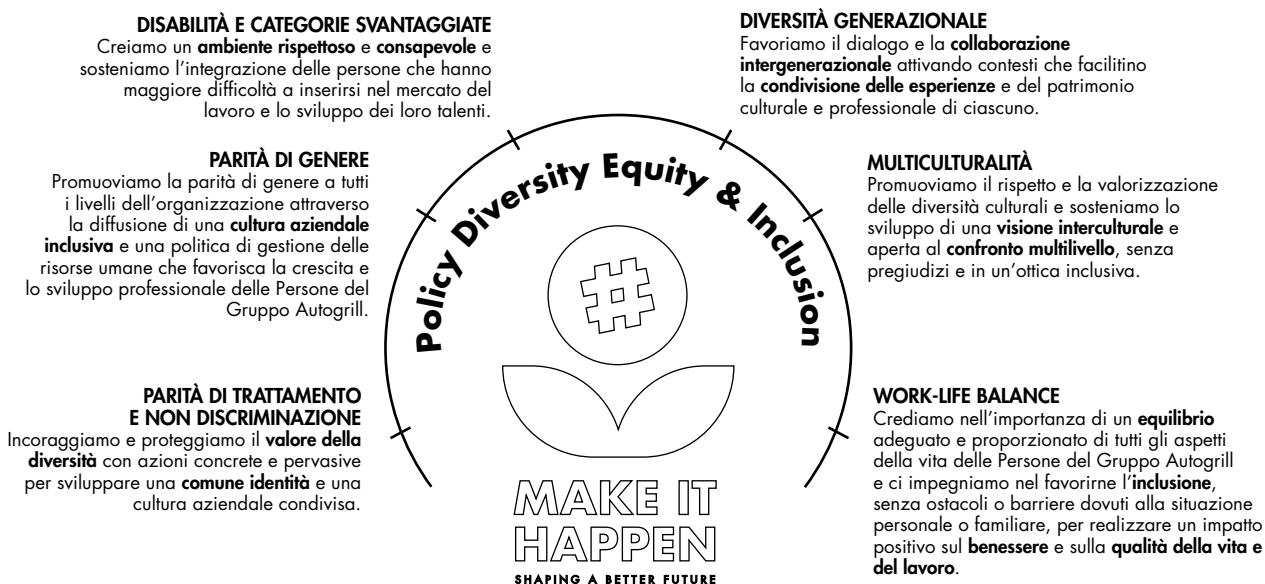 DISABILITÀ E CATEGORIE SVANTAGGIATE
Creiamo un ambiente rispettoso e consapevole e
sosteniamo l’integrazione delle persone che hanno
maggiore difficoltà a inserirsi nel mercato del
lavoro e lo sviluppo dei loro talenti.
DIVERSITÀ GENERAZIONALE
Favoriamo il dialogo e la collaborazione
intergenerazionale attivando contesti che facilitino
la condivisione delle esperienze e del patrimonio
culturale e professionale di ciascuno.
PARITÀ DI GENERE
Promuoviamo la parità di genere a tutti
i livelli dell’organizzazione attraverso
la diffusione di una cultura aziendale
inclusiva e una politica di gestione delle
risorse umane che favorisca la crescita e
lo sviluppo professionale delle Persone del
Gruppo Autogrill.
MULTICULTURALITÀ
Promuoviamo il rispetto e la valorizzazione
delle diversità culturali e sosteniamo lo
sviluppo di una visione interculturale e
aperta al confronto multilivello, senza
pregiudizi e in un’ottica inclusiva.
PARITÀ DI TRATTAMENTO
E NON DISCRIMINAZIONE
Incoraggiamo e proteggiamo il valore della
diversità con azioni concrete e pervasive
per sviluppare una comune identità e una
cultura aziendale condivisa.
WORK-LIFE BALANCE
Crediamo nell’importanza di un equilibrio
adeguato e proporzionato di tutti gli aspetti
della vita delle Persone del Gruppo Autogrill
e ci impegniamo nel favorirne l’inclusione,
senza ostacoli o barriere dovuti alla situazione
personale o familiare, per realizzare un impatto
positivo sul benessere e sulla qualità della vita e
del lavoro.
Policy Diversity Equity & Inclusion
#
MAKE IT
HAPPEN
SHAPING A BETTER FUTURE